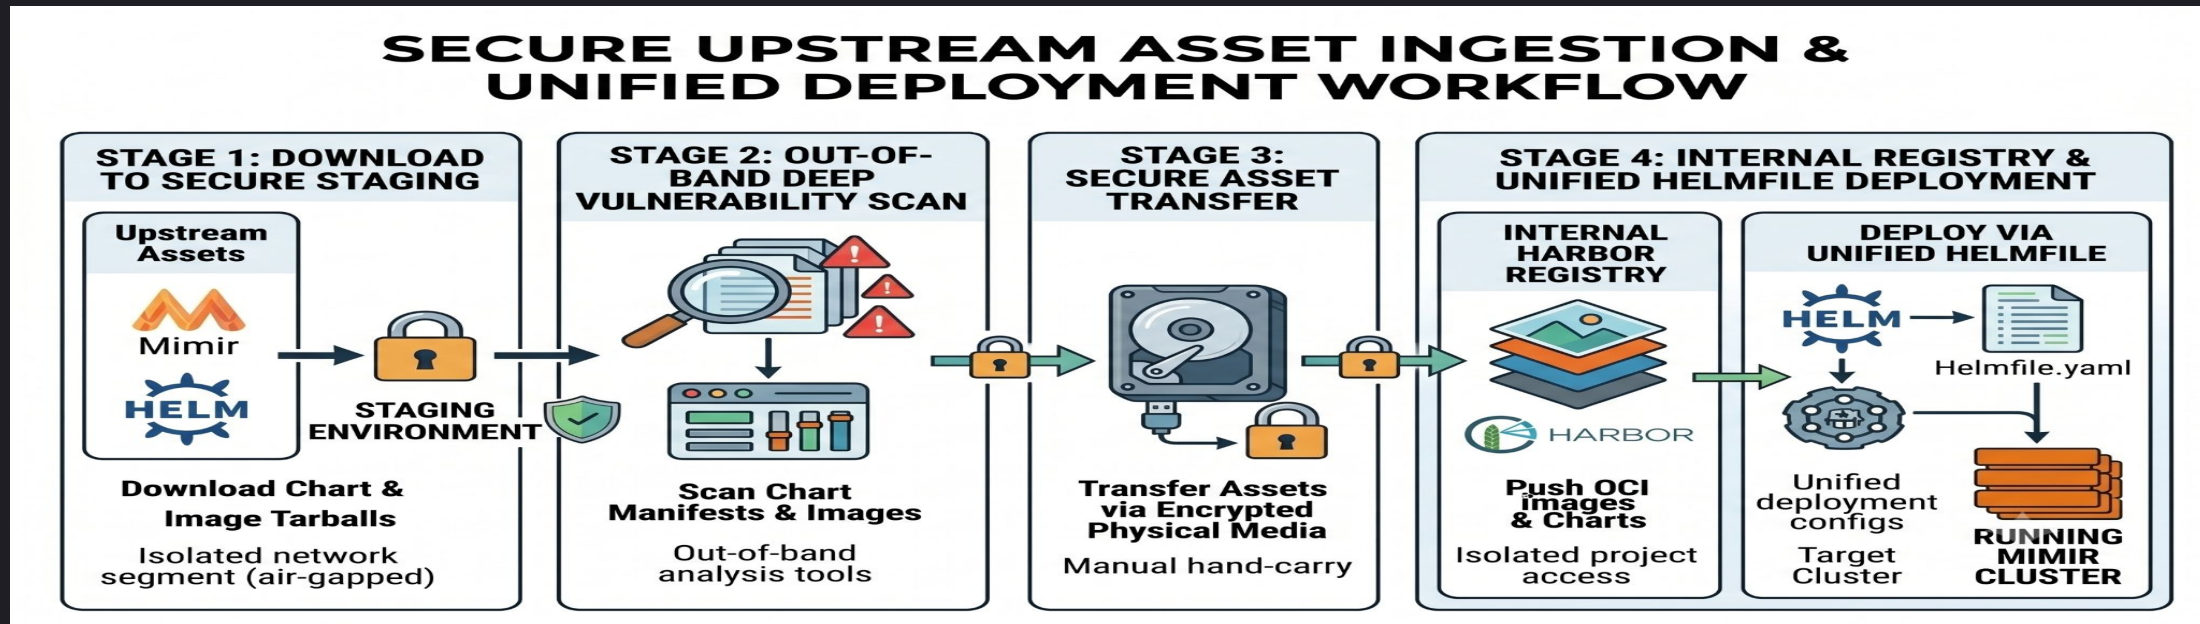 SECURE UPSTREAM ASSET INGESTION &
UNIFIED DEPLOYMENT WORKFLOW
STAGE 1: DOWNLOAD
TO SECURE STAGING
Upstream
Assets
Mimir
HELM
STAGING
ENVIRONMENT
Download Chart &
Image Tarballs
Isolated network
segment (air-gapped)
STAGE 2: OUT-OF-
BAND DEEP
VULNERABILITY SCAN
Scan Chart
Manifests & Images
Out-of-band
analysis tools
STAGE 3:
SECURE ASSET
TRANSFER
Transfer Assets
via Encrypted
Physical Media
Manual hand-carry
STAGE 4: INTERNAL REGISTRY &
UNIFIED HELMFILE DEPLOYMENT
INTERNAL
HARBOR
REGISTRY
HARBOR
Push OCI
images
& Charts
Isolated project
access
DEPLOY VIA
UNIFIED HELMFILE
HELM
Helmfile.yaml
Unified
deployment
configs
Target
Cluster
RUNNING
MIMIR
CLUSTER